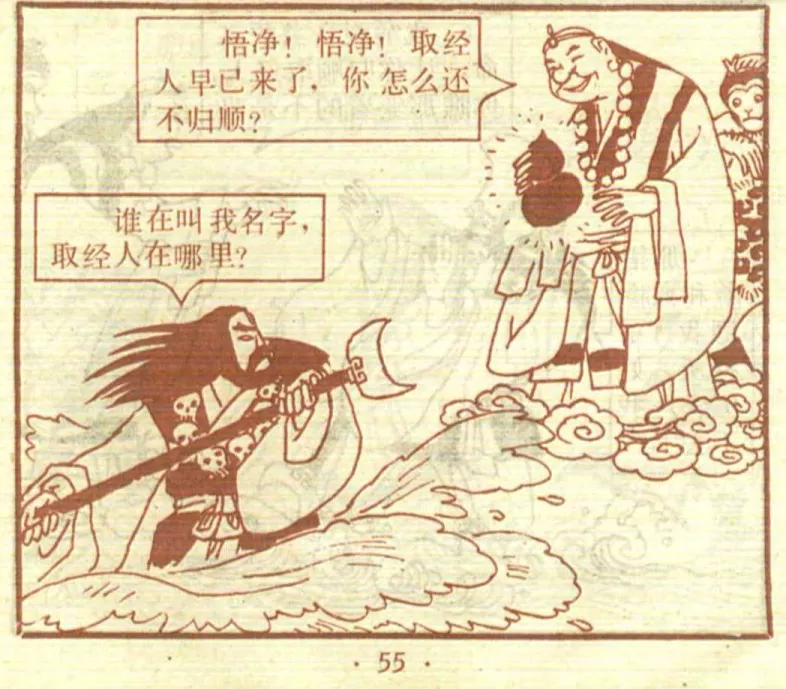 悟净！悟净！取经
人早已来了，你怎么还
不归顺？
谁在叫我名字，
取经人在哪里？
· 55 ·